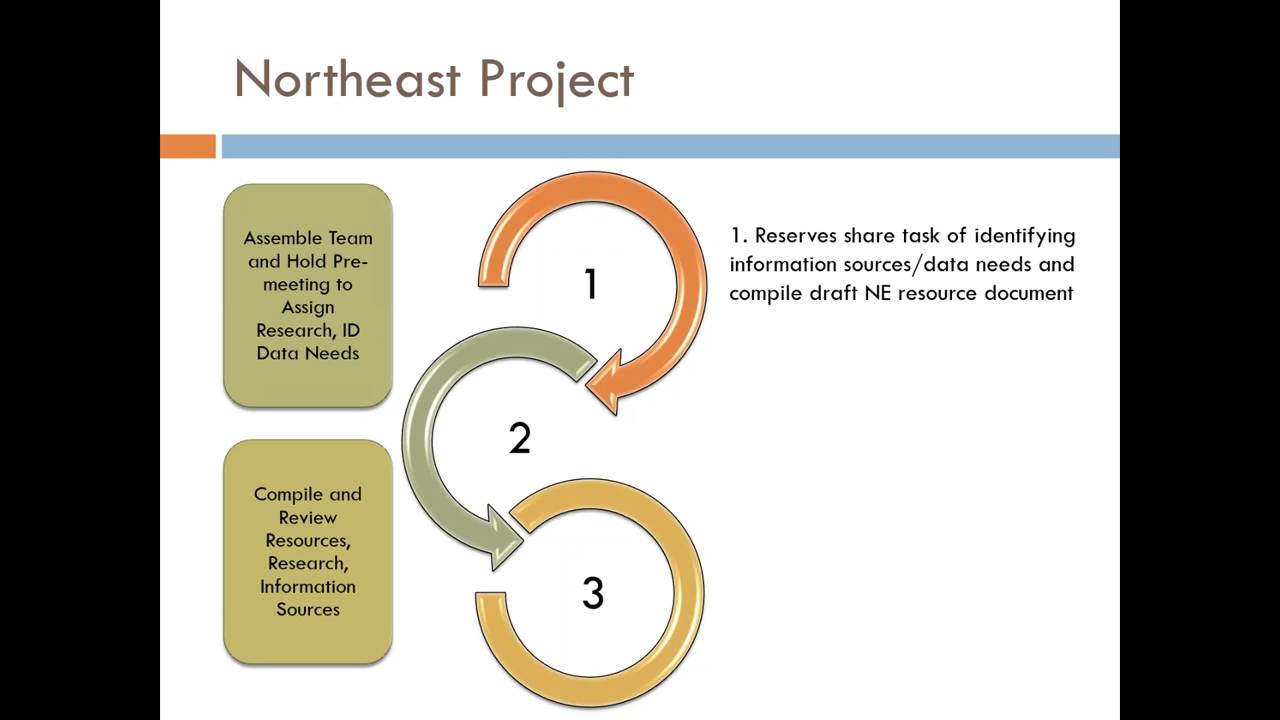 Northeast Project
Assemble Team
and Hold Pre-
meeting to
Assign
Research, ID
Data Needs
Compile and
Review
Resources,
Research,
Information
Sources
1
2
3
1. Reserves share task of identifying
information sources/data needs and
compile draft NE resource document